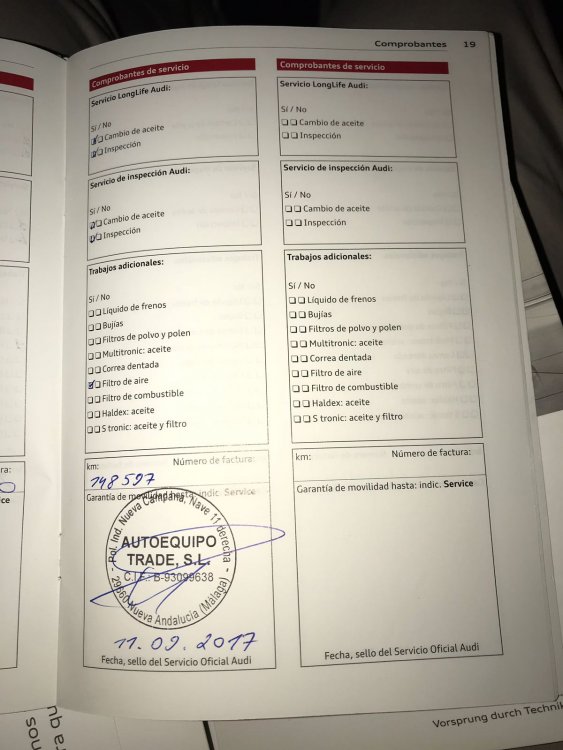 Comprobantes 19
Comprobantes de servicio
Servicio LongLife Audi:
Sí / No
Cambio de aceite
Inspección
Servicio de inspección Audi:
Sí / No
Cambio de aceite
Inspección
Trabajos adicionales:
Sí / No
Líquido de frenos
Bujías
Filtros de polvo y polen
Multitronic: aceite
Correa dentada
Filtro de aire
Filtro de combustible
Haldex: aceite
S tronic: aceite y filtro
km: Número de factura:
148597
Garantía de movilidad hasta: indic. Service
Pol. Ind. Nueva Campana, Nave 11 derecha
AUTOEQUIPO
TRADE, S.L.
C.I.F.: B-93099638
29660 Nueva Andalucía (Málaga)
11.09.2017
Fecha, sello del Servicio Oficial Audi
Comprobantes de servicio
Servicio LongLife Audi:
Sí / No
Cambio de aceite
Inspección
Servicio de inspección Audi:
Sí / No
Cambio de aceite
Inspección
Trabajos adicionales:
Sí / No
Líquido de frenos
Bujías
Filtros de polvo y polen
Multitronic: aceite
Correa dentada
Filtro de aire
Filtro de combustible
Haldex: aceite
S tronic: aceite y filtro
km: Número de factura:
Garantía de movilidad hasta: indic. Service
Fecha, sello del Servicio Oficial Audi
Vorsprung durch Technik